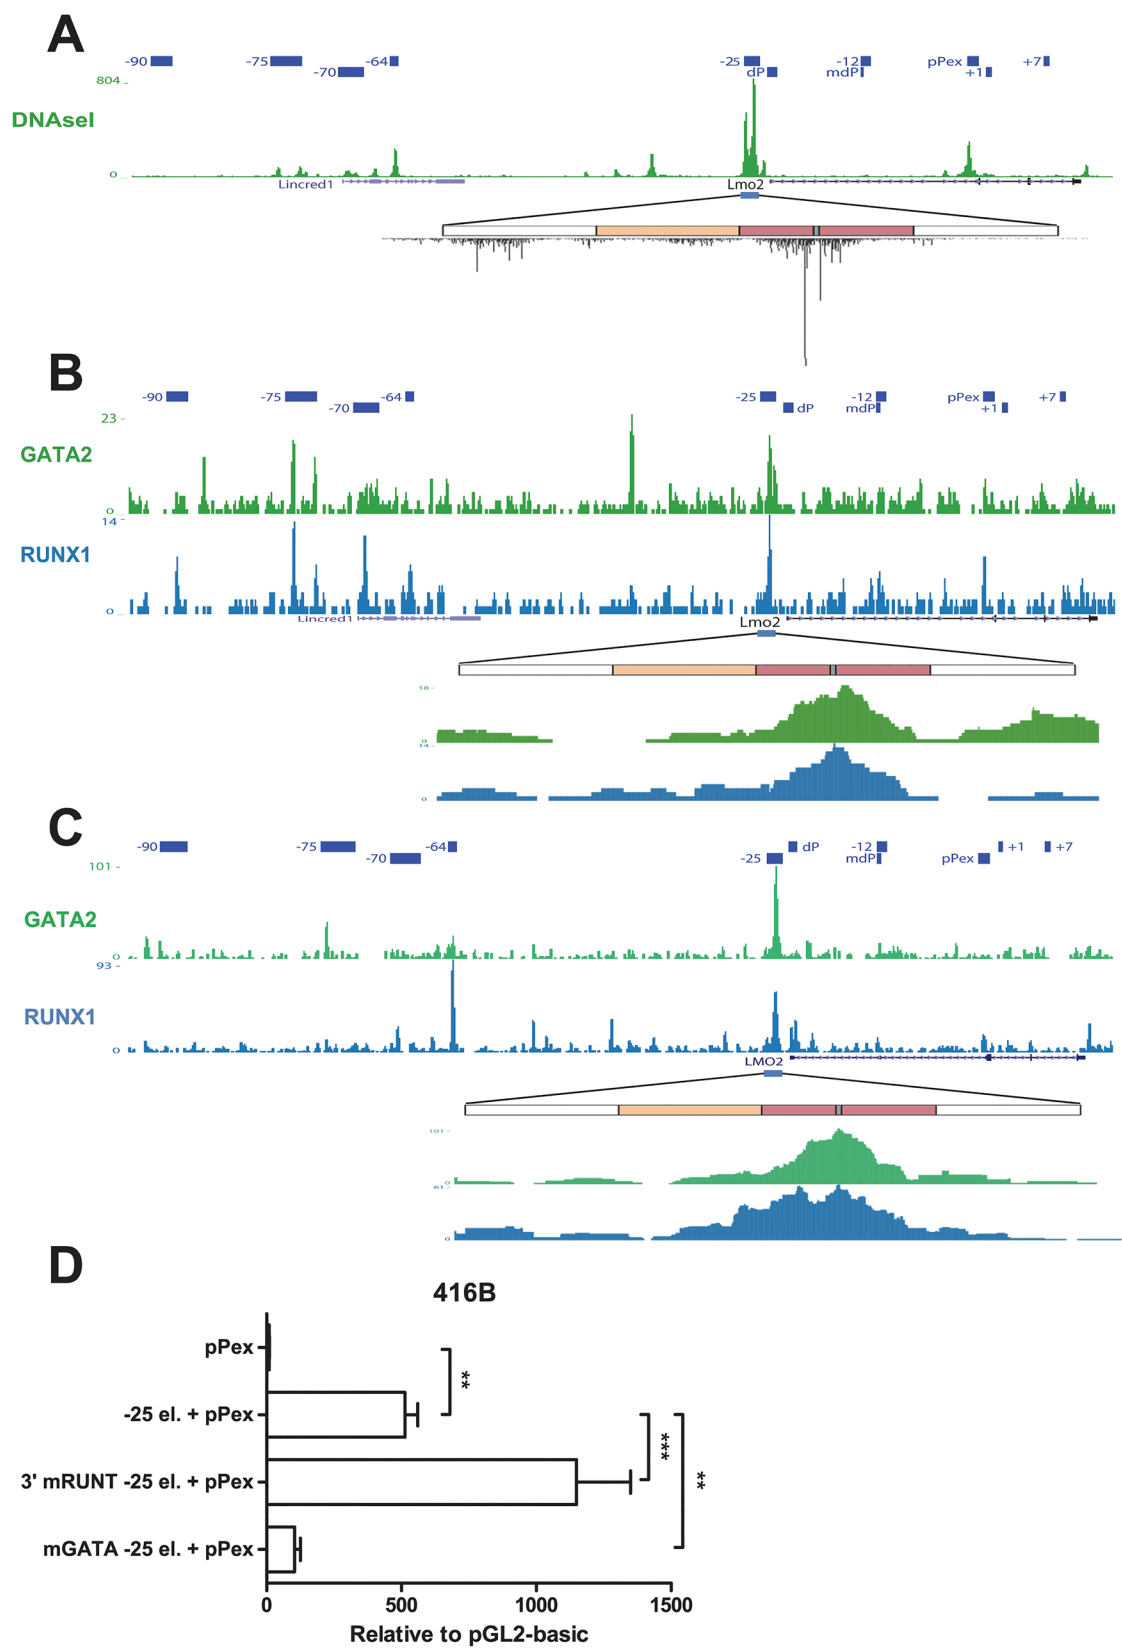 A
-90
-75
-64
-25
-12
pPex
+7
-70
dP
mdP
+1
804
DNAseI
0
Lincred1
Lmo2
B
-90
-75
-64
-25
-12
pPex
+7
-70
dP
mdP
+1
23
GATA2
0
14
RUNX1
0
Lincred1
Lmo2
18
0
14
0
C
-90
-75
-64
dP
-12
+1
+7
-70
-25
mdP
pPex
101
GATA2
0
93
RUNX1
0
LMO2
101
0
61
0
D
416B
pPex
**
-25 el. + pPex
***
3' mRUNT -25 el. + pPex
**
mGATA -25 el. + pPex
0 500 1000 1500
Relative to pGL2-basic